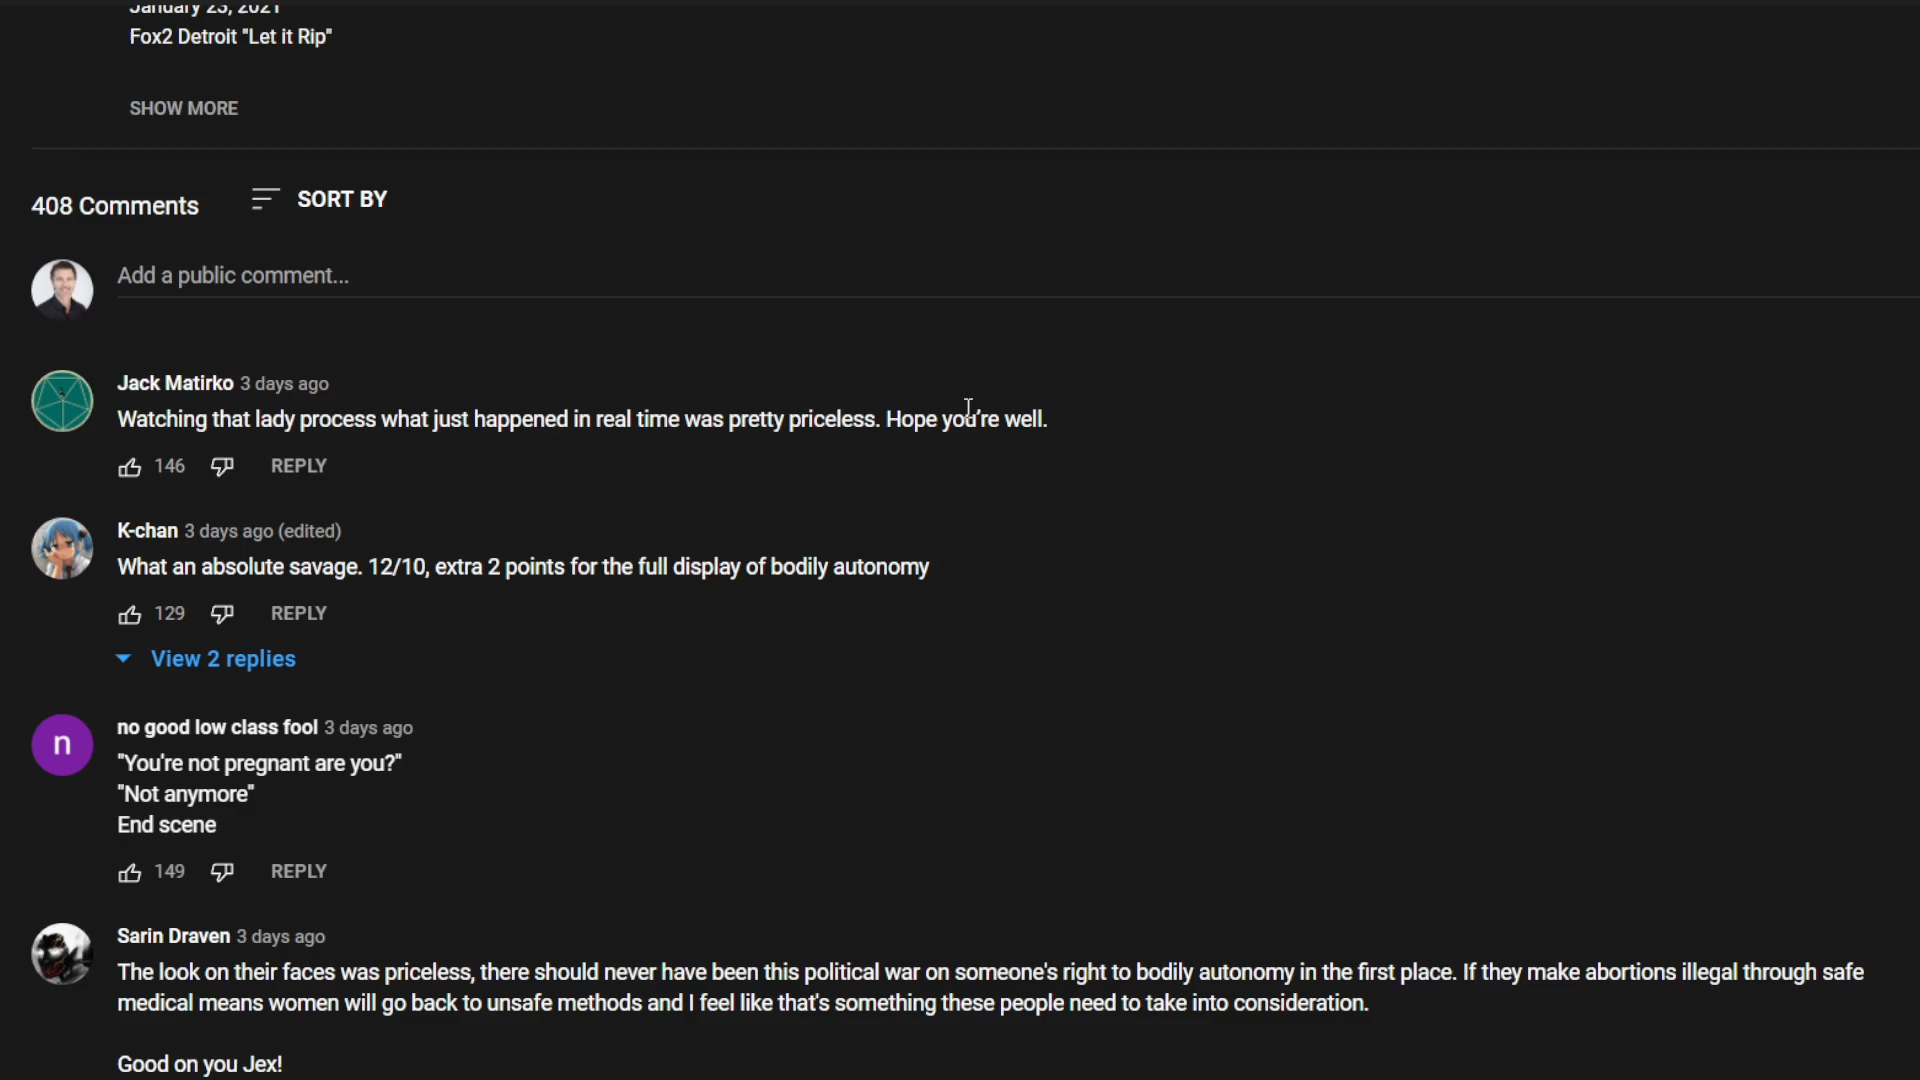 January 23, 2021
Fox2 Detroit "Let it Rip"
SHOW MORE
408 Comments
SORT BY
Add a public comment...
Jack Matirko 3 days ago
Watching that lady process what just happened in real time was pretty priceless. Hope you're well.
146 REPLY
K-chan 3 days ago (edited)
What an absolute savage. 12/10, extra 2 points for the full display of bodily autonomy
129 REPLY
View 2 replies
n
no good low class fool 3 days ago
"You're not pregnant are you?"
"Not anymore"
End scene
149 REPLY
Sarin Draven 3 days ago
The look on their faces was priceless, there should never have been this political war on someone's right to bodily autonomy in the first place. If they make abortions illegal through safe
medical means women will go back to unsafe methods and I feel like that's something these people need to take into consideration.
Good on you Jex!